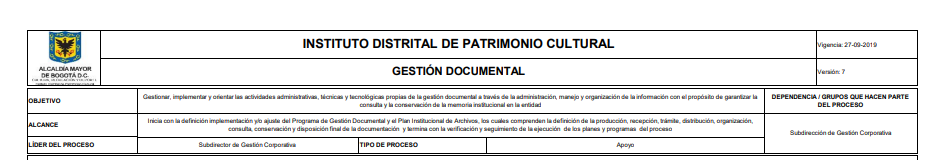 INSTITUTO DISTRITAL DE PATRIMONIO CULTURAL
Vigencia: 27-09-2019
ALCALDÍA MAYOR
DE BOGOTÁ D.C.
GESTIÓN DOCUMENTAL
Versión: 7
OBJETIVO
Gestionar, implementar y orientar las actividades administrativas, técnicas y tecnológicas propias de la gestión documental a través de la administración, manejo y organización de la información con el propósito de garantizar la
consulta y la conservación de la memoria institucional en la entidad
DEPENDENCIA / GRUPOS QUE HACEN PARTE
DEL PROCESO
ALCANCE
Inicia con la definición implementación y/o ajuste del Programa de Gestión Documental y el Plan Institucional de Archivos, los cuales comprenden la definición de la producción, recepción, trámite, distribución, organización,
consulta, conservación y disposición final de la documentación y termina con la verificación y seguimiento de la ejecución de los planes y programas del proceso
Subdirección de Gestión Corporativa
LÍDER DEL PROCESO
Subdirector de Gestión Corporativa
TIPO DE PROCESO
Apoyo